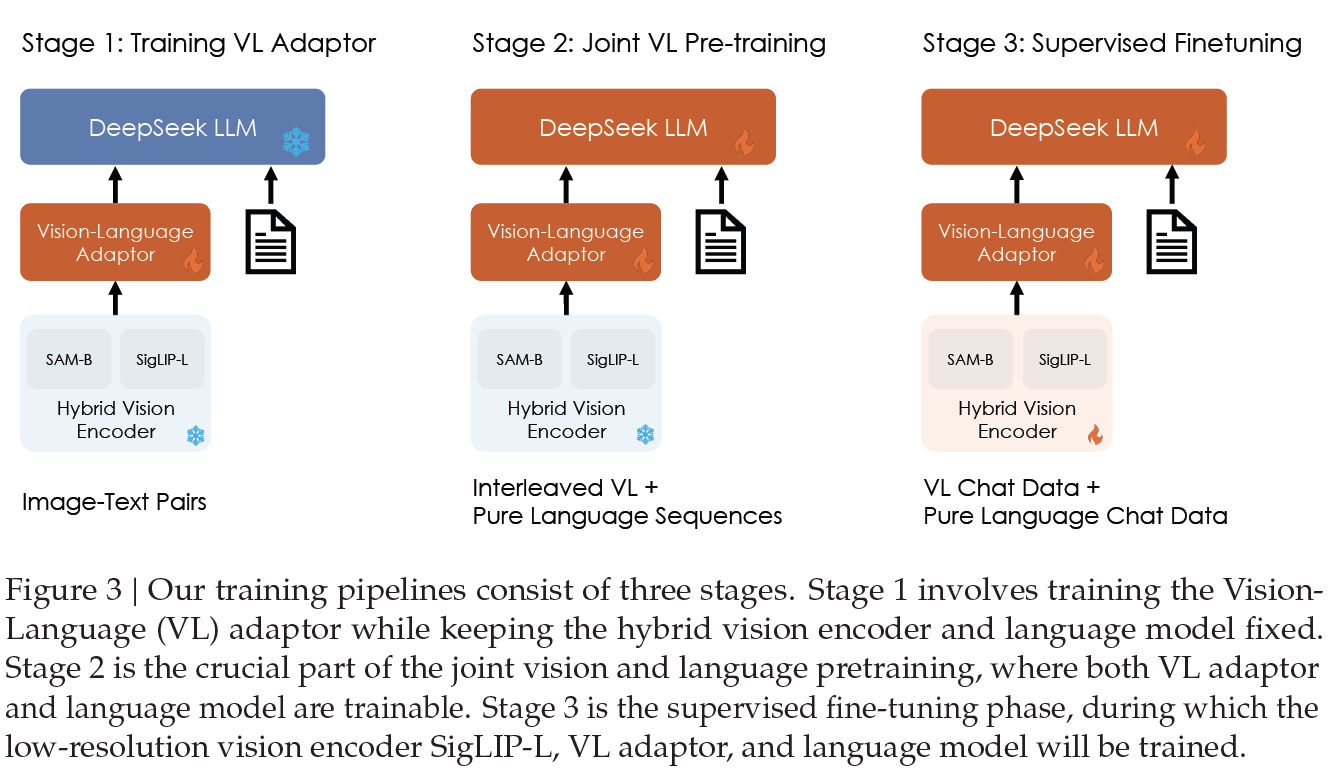 Stage 1: Training VL Adaptor
DeepSeek LLM
Vision-Language
Adaptor
SAM-B
SigLIP-L
Hybrid Vision
Encoder
Image-Text Pairs
Stage 2: Joint VL Pre-training
DeepSeek LLM
Vision-Language
Adaptor
SAM-B
SigLIP-L
Hybrid Vision
Encoder
Interleaved VL +
Pure Language Sequences
Stage 3: Supervised Finetuning
DeepSeek LLM
Vision-Language
Adaptor
SAM-B
SigLIP-L
Hybrid Vision
Encoder
VL Chat Data +
Pure Language Chat Data
Figure 3 | Our training pipelines consist of three stages. Stage 1 involves training the Vision-
Language (VL) adaptor while keeping the hybrid vision encoder and language model fixed.
Stage 2 is the crucial part of the joint vision and language pretraining, where both VL adaptor
and language model are trainable. Stage 3 is the supervised fine-tuning phase, during which the
low-resolution vision encoder SigLIP-L, VL adaptor, and language model will be trained.